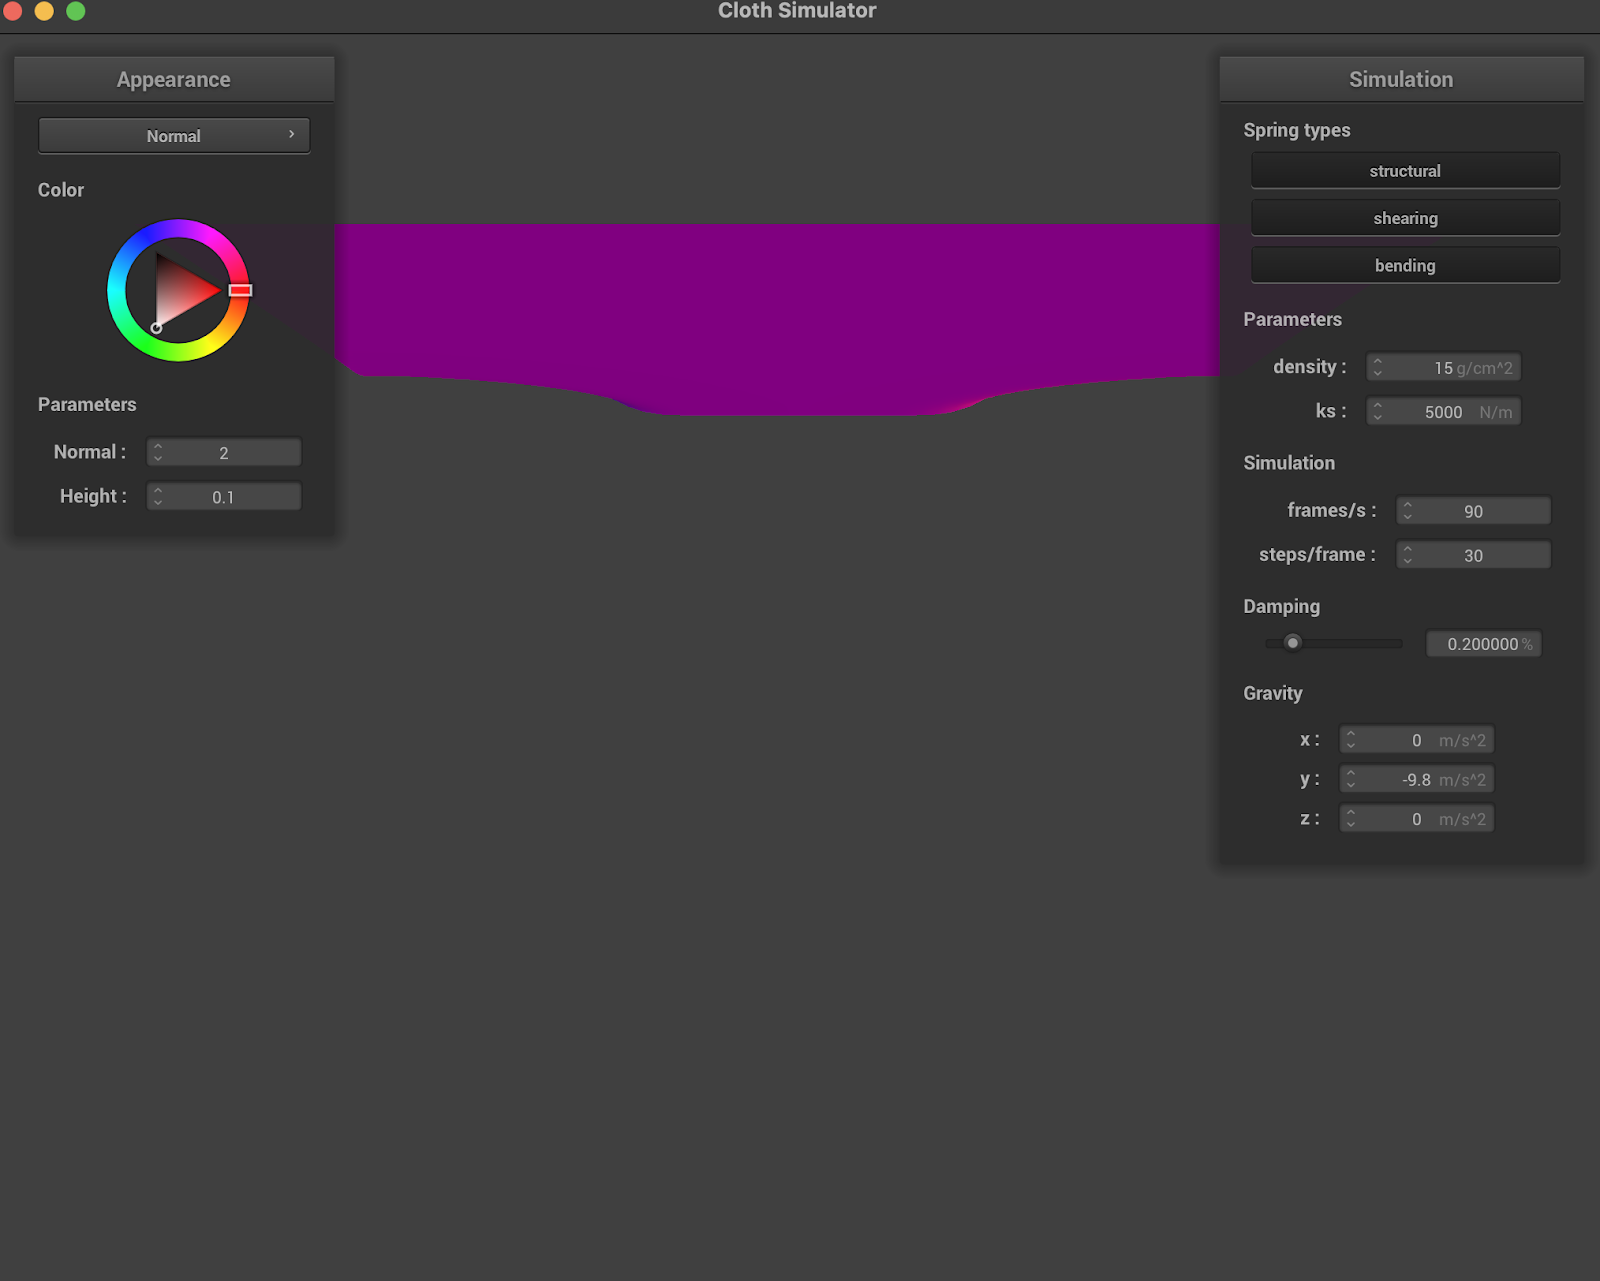 Cloth Simulator
Appearance
Normal
Color
Parameters
Normal : 2
Height : 0.1
Simulation
Spring types
structural
shearing
bending
Parameters
density : 15 g/cm^2
ks : 5000 N/m
Simulation
frames/s : 90
steps/frame : 30
Damping
0.200000 %
Gravity
x : 0 m/s^2
y : -9.8 m/s^2
z : 0 m/s^2